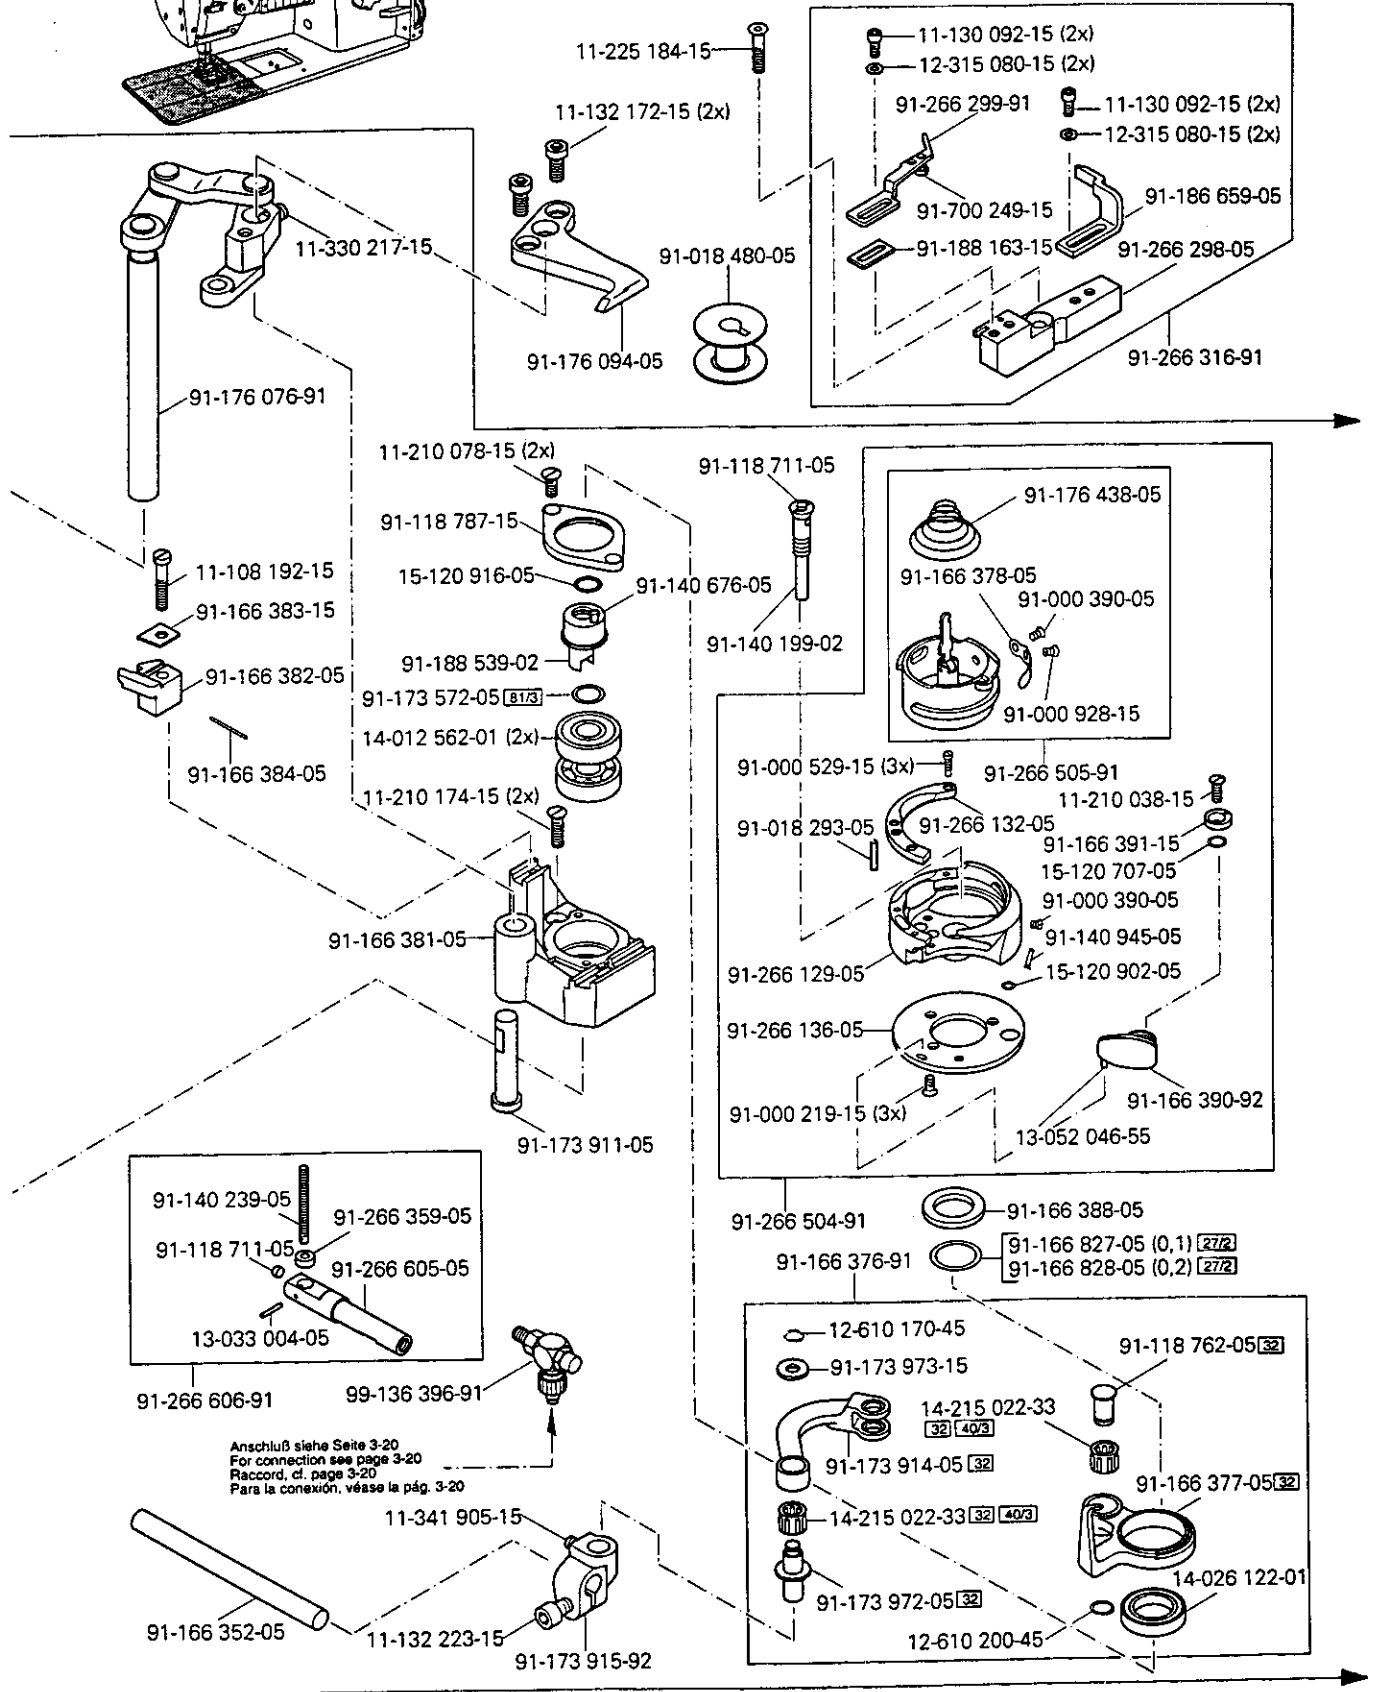 11-225 184-15
11-132 172-15 (2x)
11-130 092-15 (2x)
12-315 080-15 (2x)
91-266 299-91
11-130 092-15 (2x)
12-315 080-15 (2x)
91-186 659-05
91-700 249-15
91-188 163-15
91-266 298-05
11-330 217-15
91-018 480-05
91-176 094-05
91-266 316-91
91-176 076-91
11-210 078-15 (2x)
91-118 711-05
91-176 438-05
91-118 787-15
11-108 192-15
15-120 916-05
91-140 676-05
91-166 378-05
91-000 390-05
91-166 383-15
91-140 199-02
91-188 539-02
91-166 382-05
91-173 572-05 81/3
91-000 928-15
14-012 562-01 (2x)
91-166 384-05
91-000 529-15 (3x)
91-266 505-91
11-210 174-15 (2x)
11-210 038-15
91-018 293-05
91-266 132-05
91-166 391-15
15-120 707-05
91-000 390-05
91-166 381-05
91-140 945-05
91-266 129-05
15-120 902-05
91-266 136-05
91-166 390-92
91-000 219-15 (3x)
13-052 046-55
91-173 911-05
91-140 239-05
91-266 359-05
91-266 504-91
91-166 388-05
91-118 711-05
91-266 605-05
91-166 376-91
91-166 827-05 (0,1) 27/2
91-166 828-05 (0,2) 27/2
13-033 004-05
12-610 170-45
91-118 762-05 32
91-173 973-15
91-266 606-91
99-136 396-91
14-215 022-33
32 40/3
Anschluß siehe Seite 3-20
For connection see page 3-20
Raccord, cf. page 3-20
Para la conexión, véase la pág. 3-20
91-173 914-05 32
91-166 377-05 32
11-341 905-15
14-215 022-33 32 40/3
14-026 122-01
91-173 972-05 32
91-166 352-05
11-132 223-15
12-610 200-45
91-173 915-92